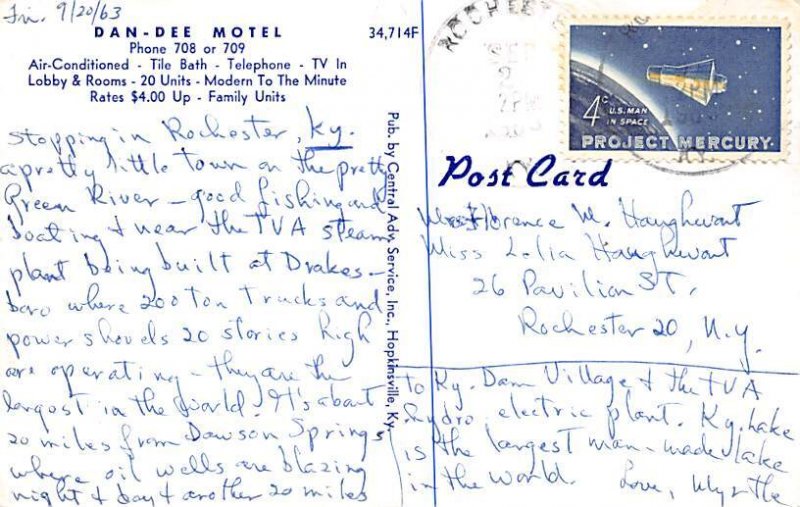 Fri. 9/20/63
DAN-DEE MOTEL
Phone 708 or 709
Air-Conditioned - Tile Bath - Telephone - TV In
Lobby & Rooms - 20 Units - Modern To The Minute
Rates $4.00 Up - Family Units
34,714F
stopping in Rochester, Ky.
a pretty little town on the pretty
Green River - good fishing and
boating & near the TVA steam
plant being built at Drakes-
boro where 200 ton trucks and
power shovels 20 stories high
are operating - they are the
largest in the world. It's about
20 miles from Dawson Springs
where oil wells are blazing
night & day & another 20 miles
Pub. by Central Adv. Service, Inc., Hopkinsville, Ky.
ROCHESTER
KY
4¢
U.S. MAN
IN SPACE
PROJECT MERCURY
Post Card
Florence M. Haughwout
Miss Lelia Haughwout
26 Pavilion ST.
Rochester 20, N.Y.
to Ky. Dam Village & the TVA
hydro electric plant. Ky. Lake
is the largest man-made lake
in the world. Love, Myrtle